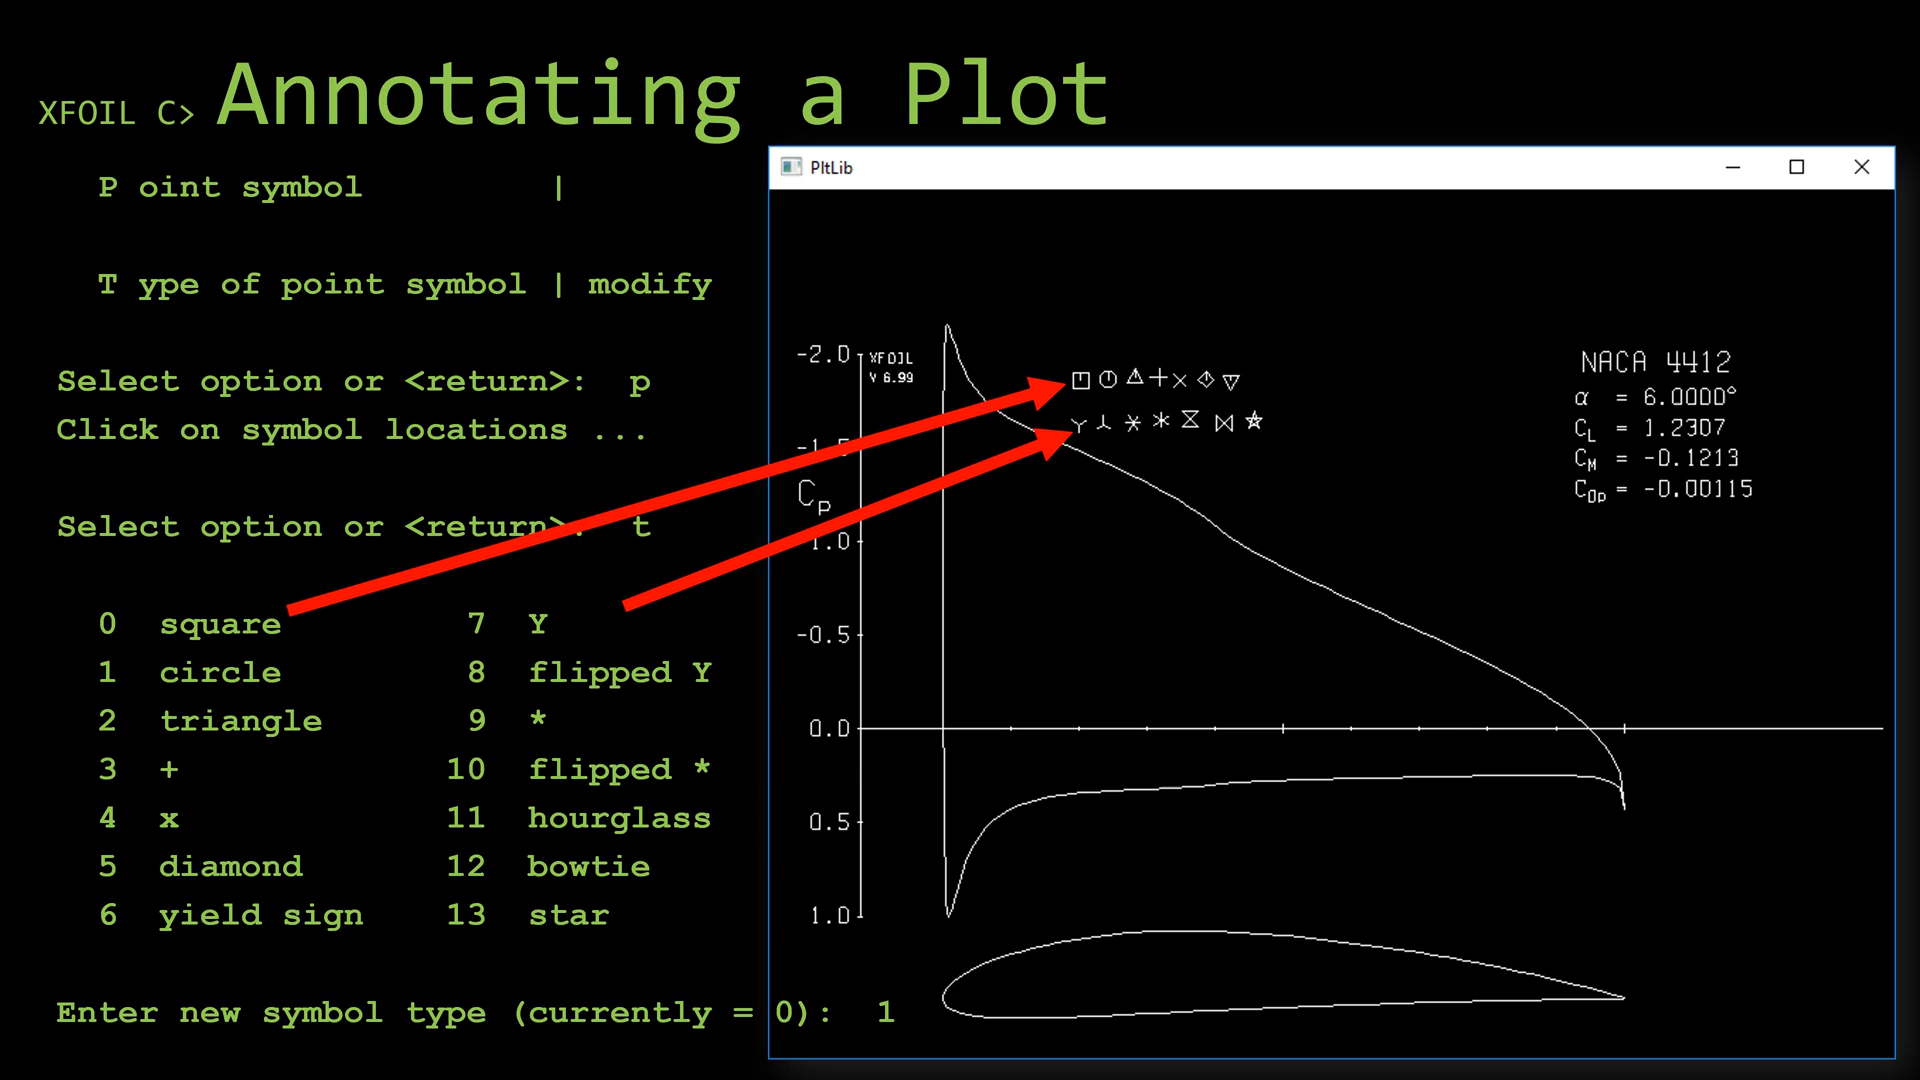 XFOIL C> Annotating a Plot
P oint symbol |
T ype of point symbol | modify
Select option or <return>: p
Click on symbol locations ...
Select option or <return>: t
0 square 7 Y
1 circle 8 flipped Y
2 triangle 9 *
3 + 10 flipped *
4 x 11 hourglass
5 diamond 12 bowtie
6 yield sign 13 star
Enter new symbol type (currently = 0): 1
PltLib
-2.0
XFOIL
V 6.99
-1.5
Cp
1.0
-0.5
0.0
0.5
1.0
NACA 4412
α = 6.0000°
CL = 1.2307
CM = -0.1213
CDp = -0.00115